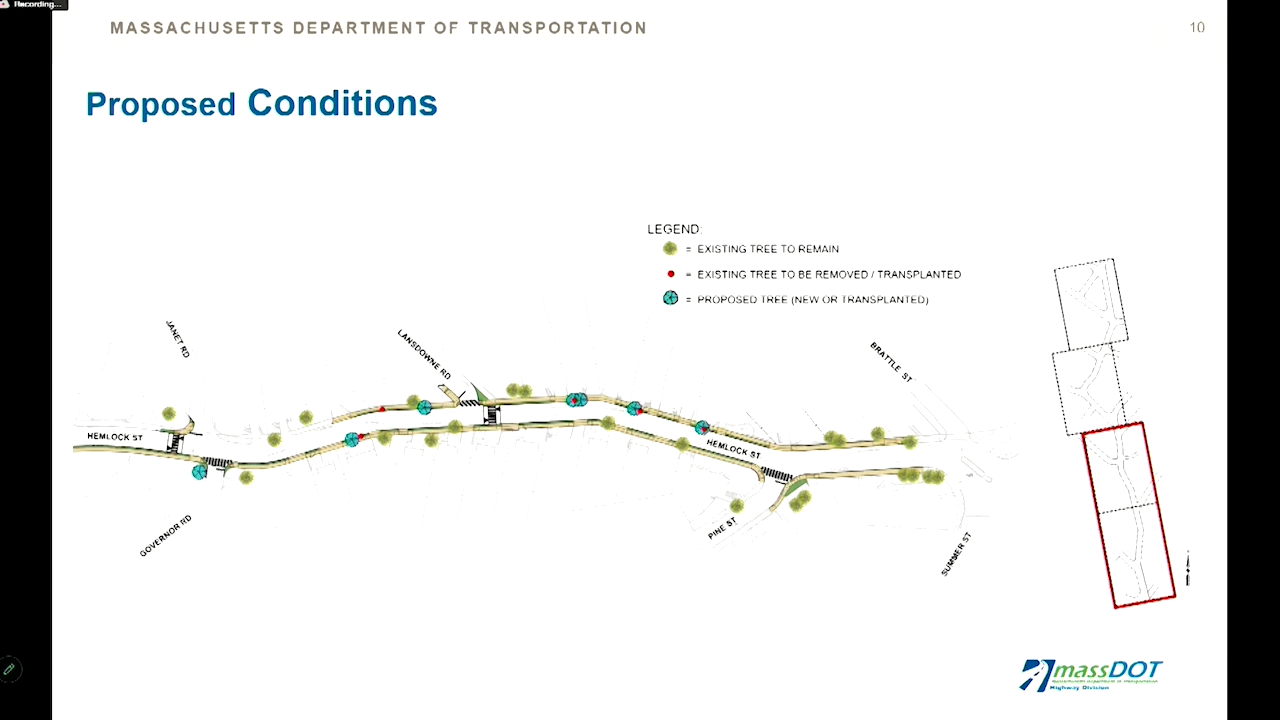 Recording...
MASSACHUSETTS DEPARTMENT OF TRANSPORTATION
10
Proposed Conditions
LEGEND:
= EXISTING TREE TO REMAIN
= EXISTING TREE TO BE REMOVED / TRANSPLANTED
= PROPOSED TREE (NEW OR TRANSPLANTED)
JANET RD
LANSDOWNE RD
BRATTLE ST
HEMLOCK ST
HEMLOCK ST
GOVERNOR RD
PINE ST
SUMMER ST
massDOT
Massachusetts Department of Transportation
Highway Division